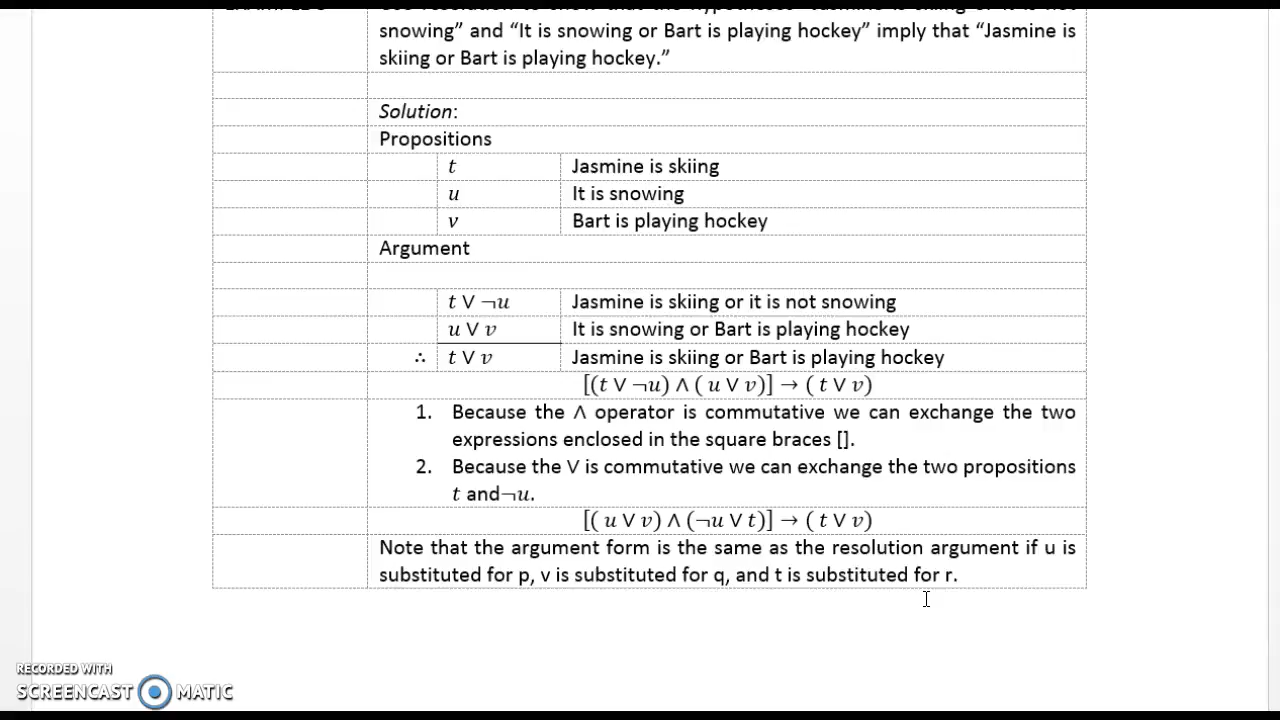 snowing” and “It is snowing or Bart is playing hockey” imply that “Jasmine is
skiing or Bart is playing hockey.”
Solution:
Propositions
t Jasmine is skiing
u It is snowing
v Bart is playing hockey
Argument
t ∨ ¬u Jasmine is skiing or it is not snowing
u ∨ v It is snowing or Bart is playing hockey
∴ t ∨ v Jasmine is skiing or Bart is playing hockey
[(t ∨ ¬u) ∧ ( u ∨ v)] → ( t ∨ v)
1. Because the ∧ operator is commutative we can exchange the two
expressions enclosed in the square braces [].
2. Because the ∨ is commutative we can exchange the two propositions
t and¬u.
[( u ∨ v) ∧ (¬u ∨ t)] → ( t ∨ v)
Note that the argument form is the same as the resolution argument if u is
substituted for p, v is substituted for q, and t is substituted for r.
RECORDED WITH
SCREENCAST MATIC